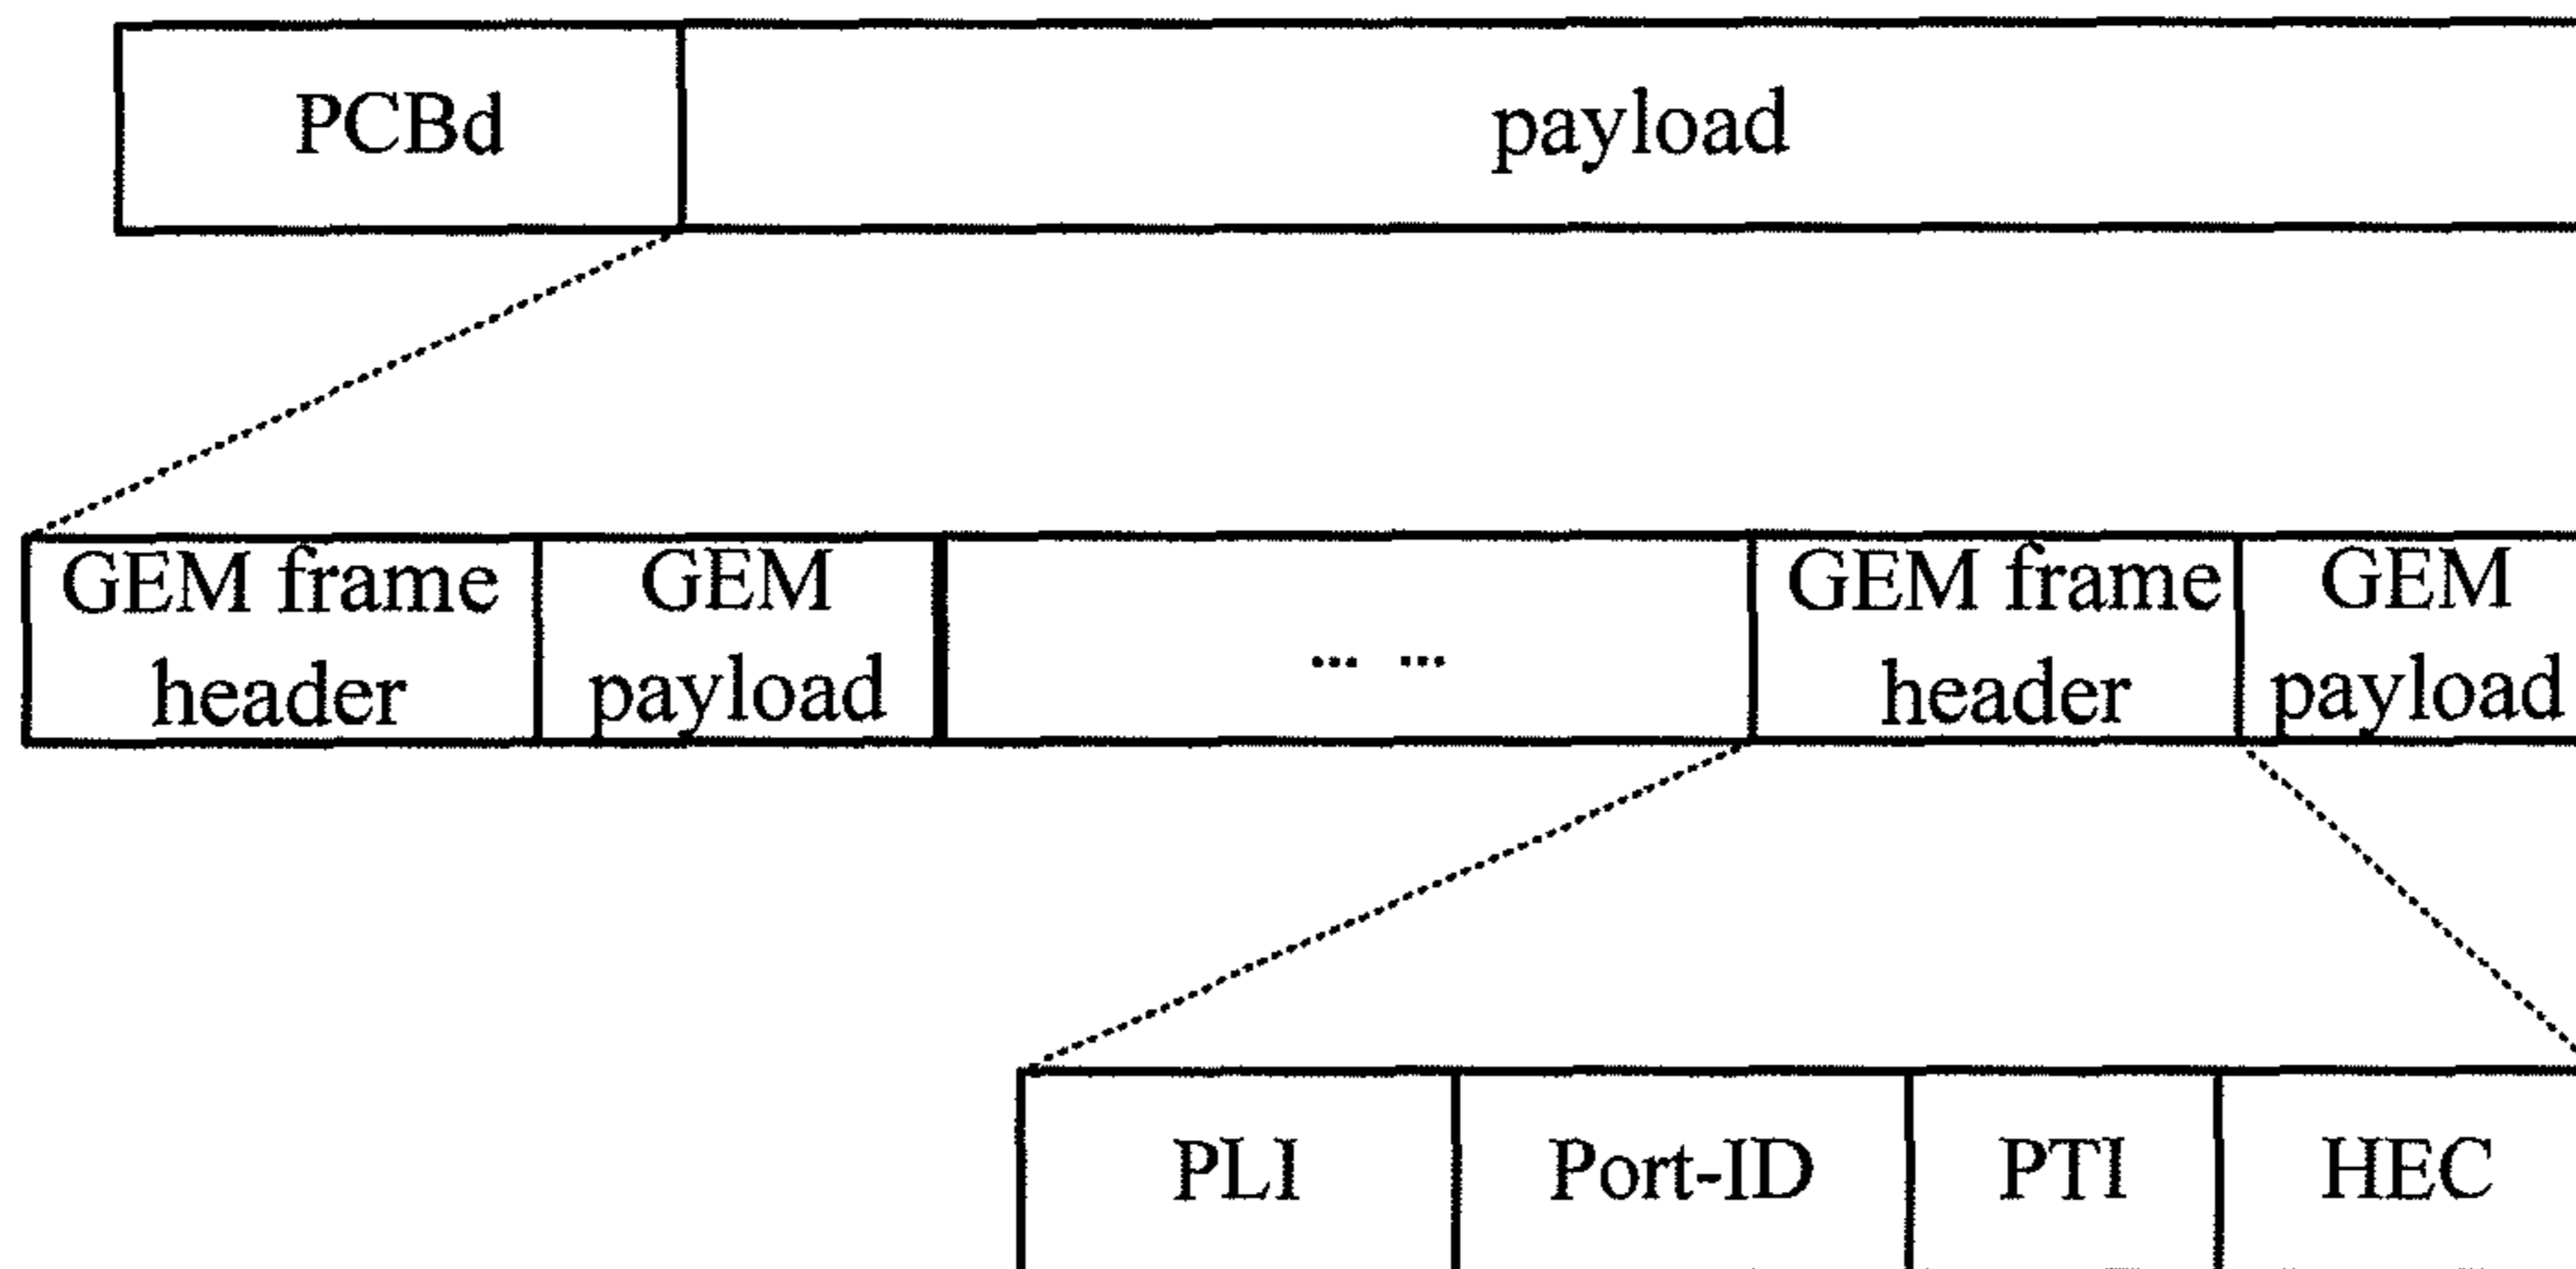 PCBd payload
GEM frame GEM GEM frame GEM
header payload ... ... header payload
PLI Port-ID PTI HEC